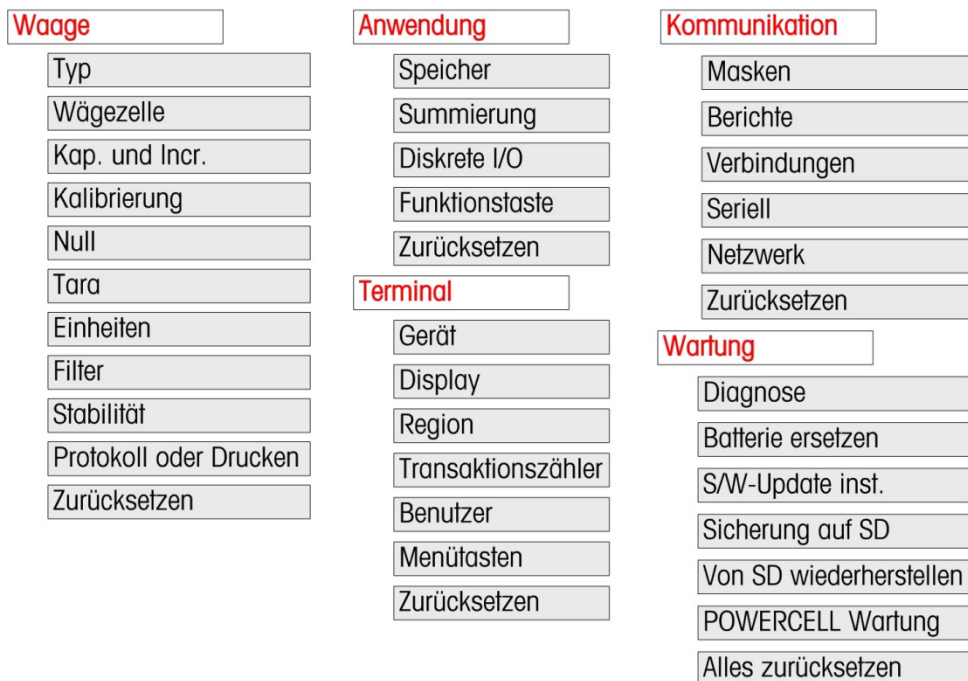 Waage
Typ
Wägezelle
Kap. und Incr.
Kalibrierung
Null
Tara
Einheiten
Filter
Stabilität
Protokoll oder Drucken
Zurücksetzen
Anwendung
Speicher
Summierung
Diskrete I/O
Funktionstaste
Zurücksetzen
Terminal
Gerät
Display
Region
Transaktionszähler
Benutzer
Menütasten
Zurücksetzen
Kommunikation
Masken
Berichte
Verbindungen
Seriell
Netzwerk
Zurücksetzen
Wartung
Diagnose
Batterie ersetzen
S/W-Update inst.
Sicherung auf SD
Von SD wiederherstellen
POWERCELL Wartung
Alles zurücksetzen